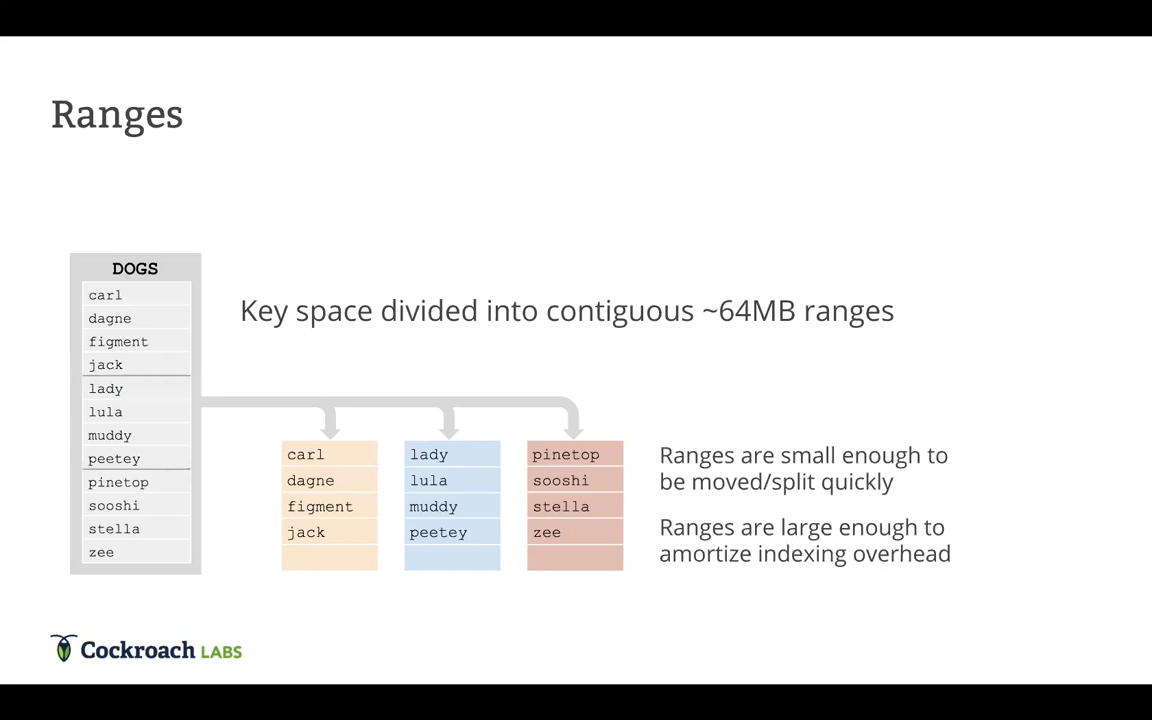 Ranges
DOGS
carl
dagne
figment
jack
lady
lula
muddy
peetey
pinetop
sooshi
stella
zee
Key space divided into contiguous ~64MB ranges
carl
dagne
figment
jack
lady
lula
muddy
peetey
pinetop
sooshi
stella
zee
Ranges are small enough to
be moved/split quickly
Ranges are large enough to
amortize indexing overhead
Cockroach LABS